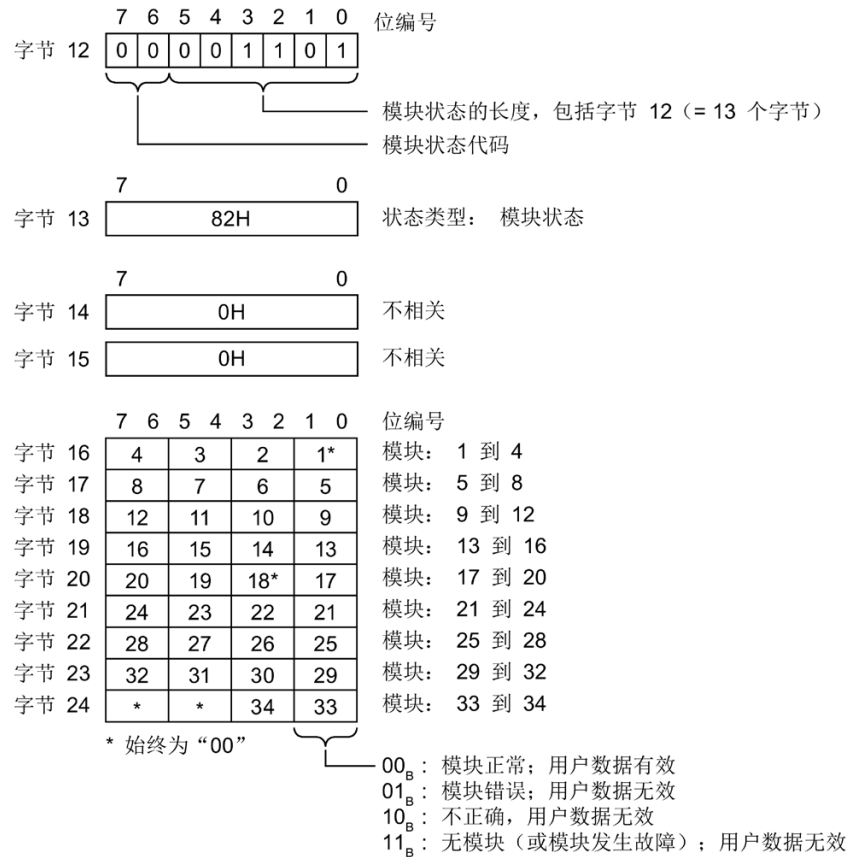 7 6 5 4 3 2 1 0 位编号
字节 12 0 0 0 0 1 1 0 1
模块状态的长度，包括字节 12（= 13 个字节）
模块状态代码
7 0
字节 13 82H 状态类型： 模块状态
7 0
字节 14 0H 不相关
字节 15 0H 不相关
7 6 5 4 3 2 1 0 位编号
字节 16 4 3 2 1* 模块： 1 到 4
字节 17 8 7 6 5 模块： 5 到 8
字节 18 12 11 10 9 模块： 9 到 12
字节 19 16 15 14 13 模块： 13 到 16
字节 20 20 19 18* 17 模块： 17 到 20
字节 21 24 23 22 21 模块： 21 到 24
字节 22 28 27 26 25 模块： 25 到 28
字节 23 32 31 30 29 模块： 29 到 32
字节 24 * * 34 33 模块： 33 到 34
* 始终为“00”
00B：模块正常；用户数据有效
01B：模块错误；用户数据无效
10B：不正确，用户数据无效
11B：无模块（或模块发生故障）；用户数据无效